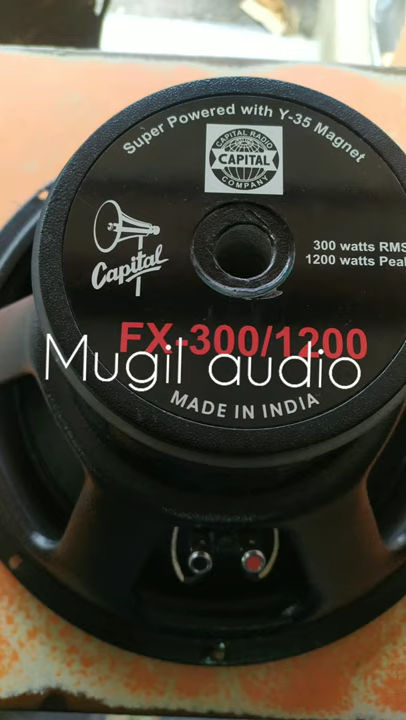 Super Powered with Y-35 Magnet
CAPITAL RADIO
CAPITAL
COMPANY
Capital
300 watts RMS
1200 watts Peak
FX-300/1200
Mugil audio
MADE IN INDIA